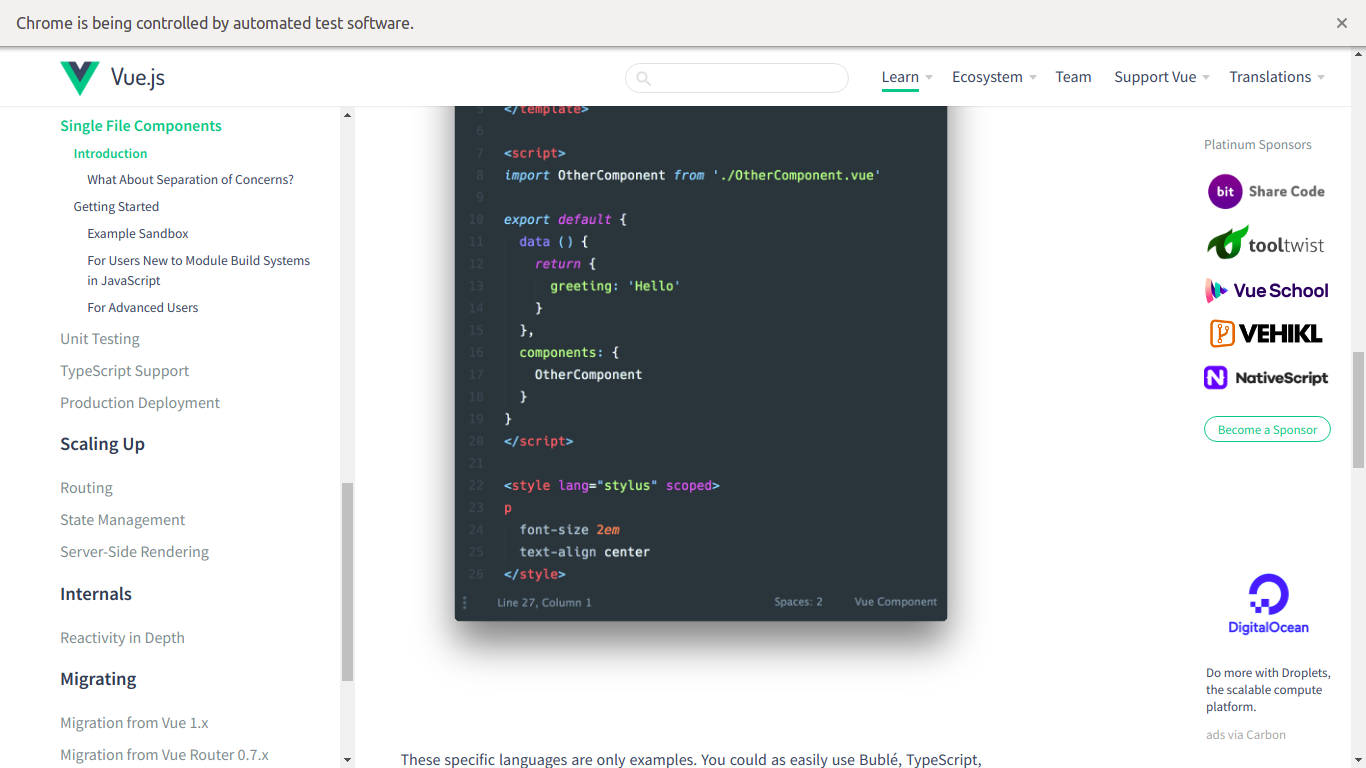 Chrome is being controlled by automated test software.
Vue.js
Learn
Ecosystem
Team
Support Vue
Translations
Single File Components
Introduction
What About Separation of Concerns?
Getting Started
Example Sandbox
For Users New to Module Build Systems
in JavaScript
For Advanced Users
Unit Testing
TypeScript Support
Production Deployment
Scaling Up
Routing
State Management
Server-Side Rendering
Internals
Reactivity in Depth
Migrating
Migration from Vue 1.x
Migration from Vue Router 0.7.x
5 </template>
6
7 <script>
8 import OtherComponent from './OtherComponent.vue'
9
10 export default {
11 data () {
12 return {
13 greeting: 'Hello'
14 }
15 },
16 components: {
17 OtherComponent
18 }
19 }
20 </script>
21
22 <style lang="stylus" scoped>
23 p
24 font-size 2em
25 text-align center
26 </style>
Line 27, Column 1
Spaces: 2
Vue Component
These specific languages are only examples. You could as easily use Bublé, TypeScript,
Platinum Sponsors
bit Share Code
tooltwist
Vue School
VEHIKL
NativeScript
Become a Sponsor
DigitalOcean
Do more with Droplets,
the scalable compute
platform.
ads via Carbon